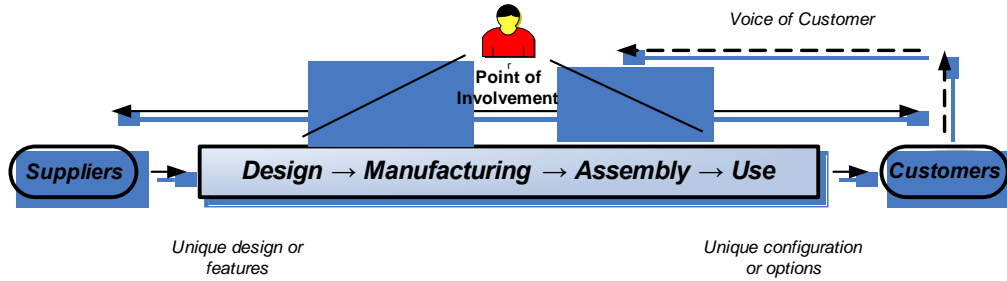 Voice of Customer
r
Point of
Involvement
Suppliers
Design → Manufacturing → Assembly → Use
Customers
Unique design or
features
Unique configuration
or options